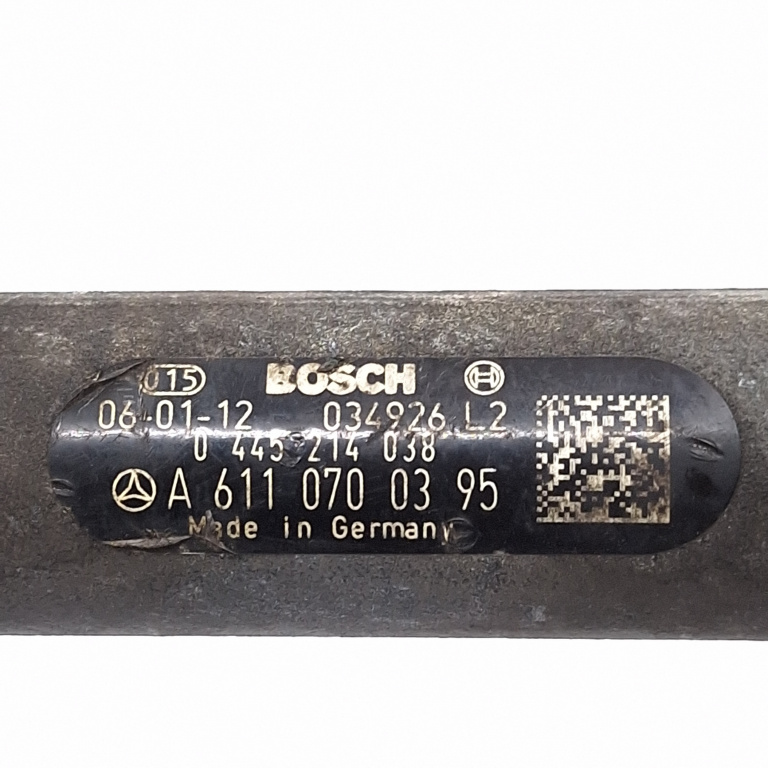 015 BOSCH
06-01-12 034926 L2
0 445 214 038
A 611 070 03 95
Made in Germany